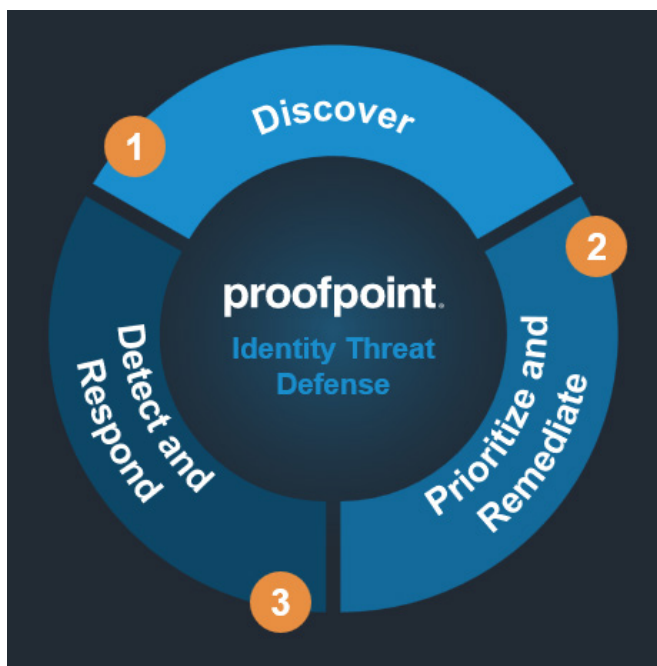 1
Discover
2
Prioritize and
Remediate
3
Detect and
Respond
proofpoint.
Identity Threat
Defense